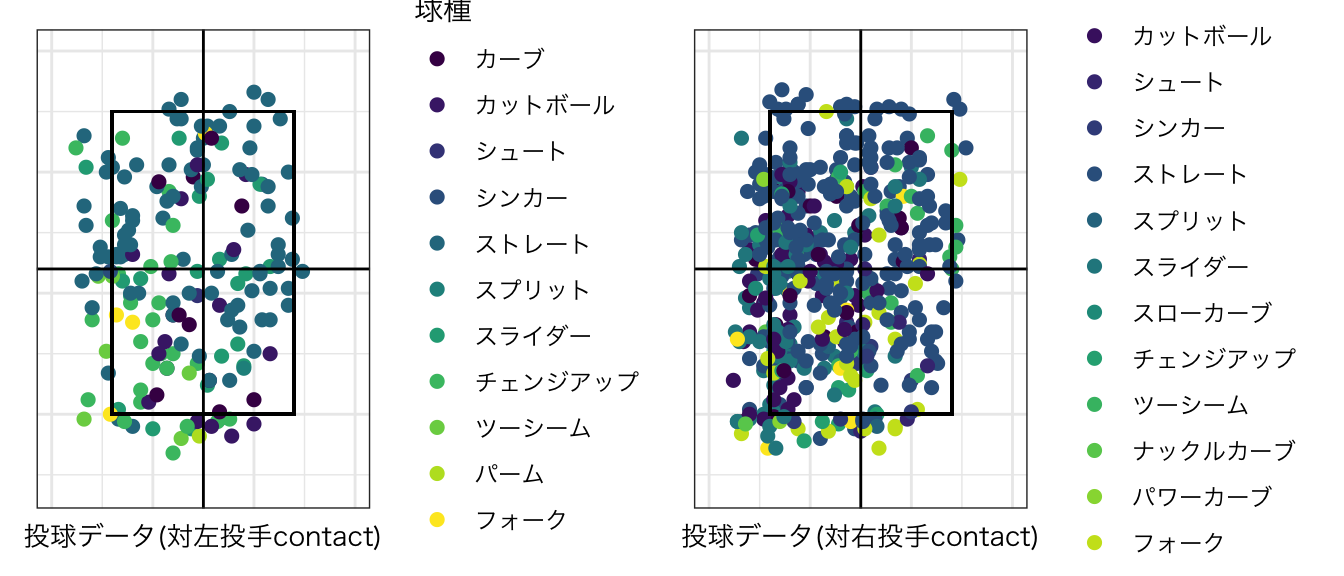 球種
カーブ
カットボール
シュート
シンカー
ストレート
スプリット
スライダー
チェンジアップ
ツーシーム
パーム
フォーク
投球データ(対左投手contact)
カットボール
シュート
シンカー
ストレート
スプリット
スライダー
スローカーブ
チェンジアップ
ツーシーム
ナックルカーブ
パワーカーブ
フォーク
投球データ(対右投手contact)